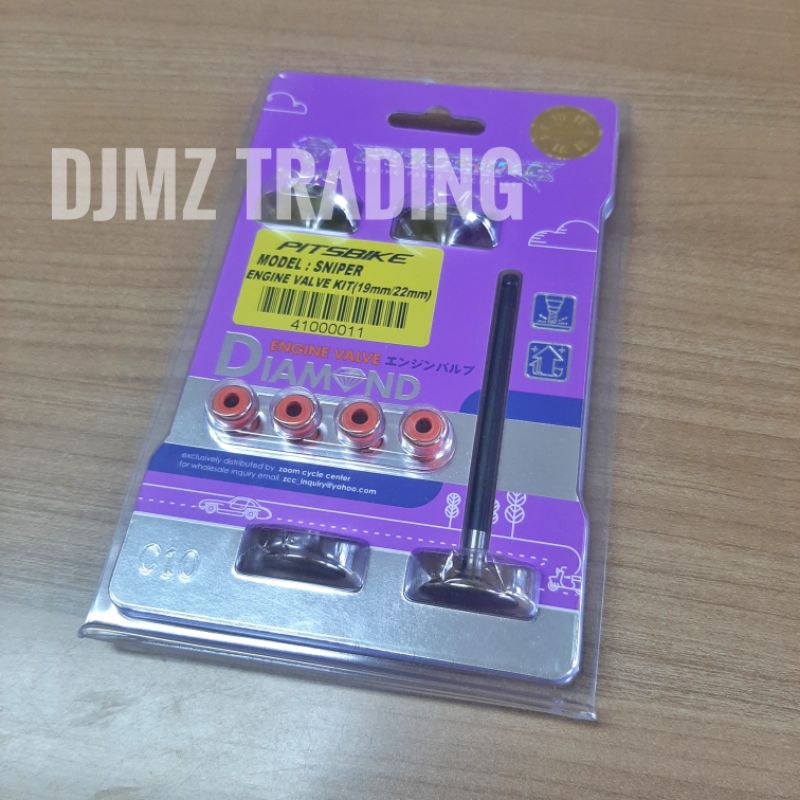 DJMZ TRADING
PITSBIKE
MODEL : SNIPER
ENGINE VALVE KIT(19mm/22mm)
41000011
ENGINE VALVE エンジンバルブ
DIAMOND
exclusively distributed by: zoom cycle center
for wholesale inquiry email: zcc_inquiry@yahoo.com
010